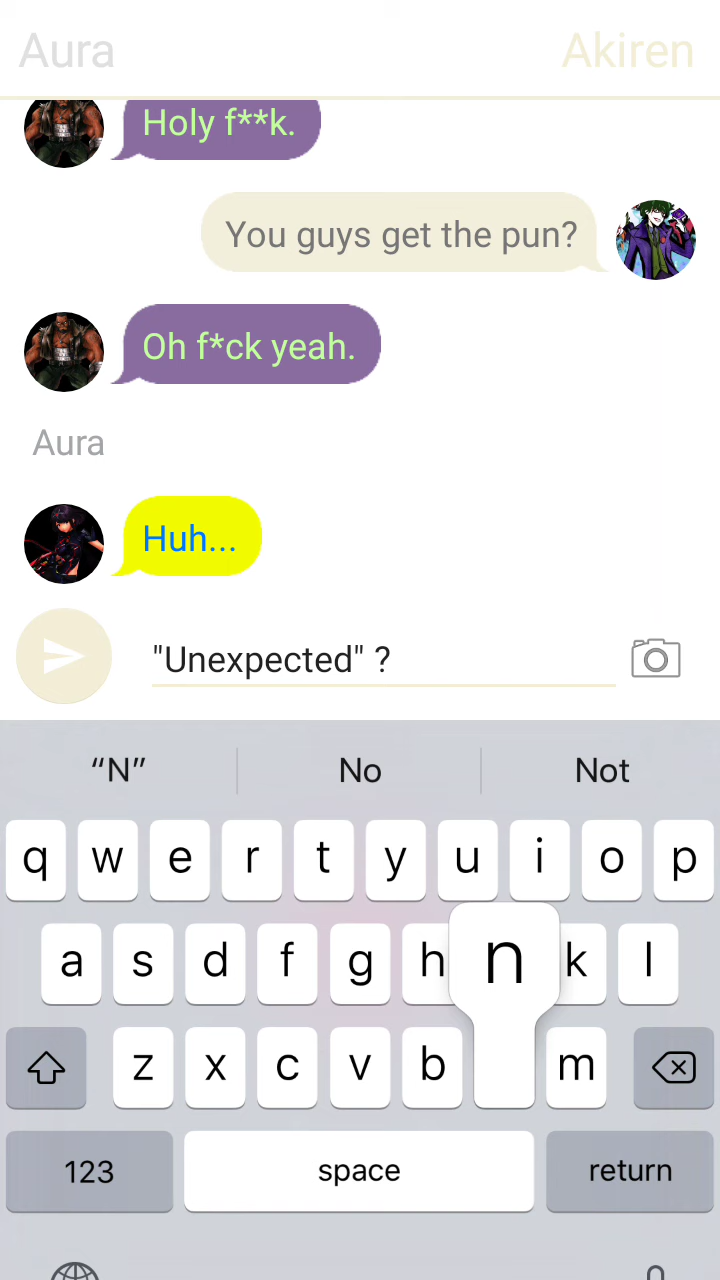 Aura Akiren
Holy f**k.
You guys get the pun?
Oh f*ck yeah.
Aura
Huh...
"Unexpected" ?
“N” No Not
q w e r t y u i o p
a s d f g h n k l
z x c v b m
123 space return